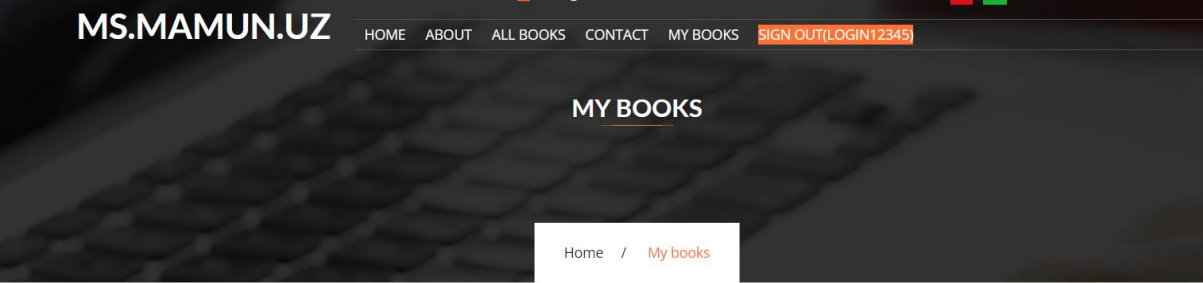 MS.MAMUN.UZ
HOME ABOUT ALL BOOKS CONTACT MY BOOKS SIGN OUT(LOGIN12345)
MY BOOKS
Home / My books